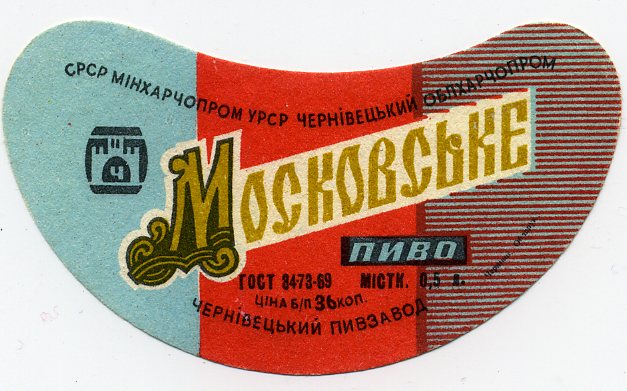 СРСР МІНХАРЧОПРОМ УРСР ЧЕРНІВЕЦЬКИЙ ОБЛХАРЧОПРОМ
Ч
МОСКОВСЬКЕ
ПИВО
ГОСТ 3473-69 МІСТК. 0,5 л.
ЦІНА Б/П 36 КОП.
ЧЕРНІВЕЦЬКИЙ ПИВЗАВОД